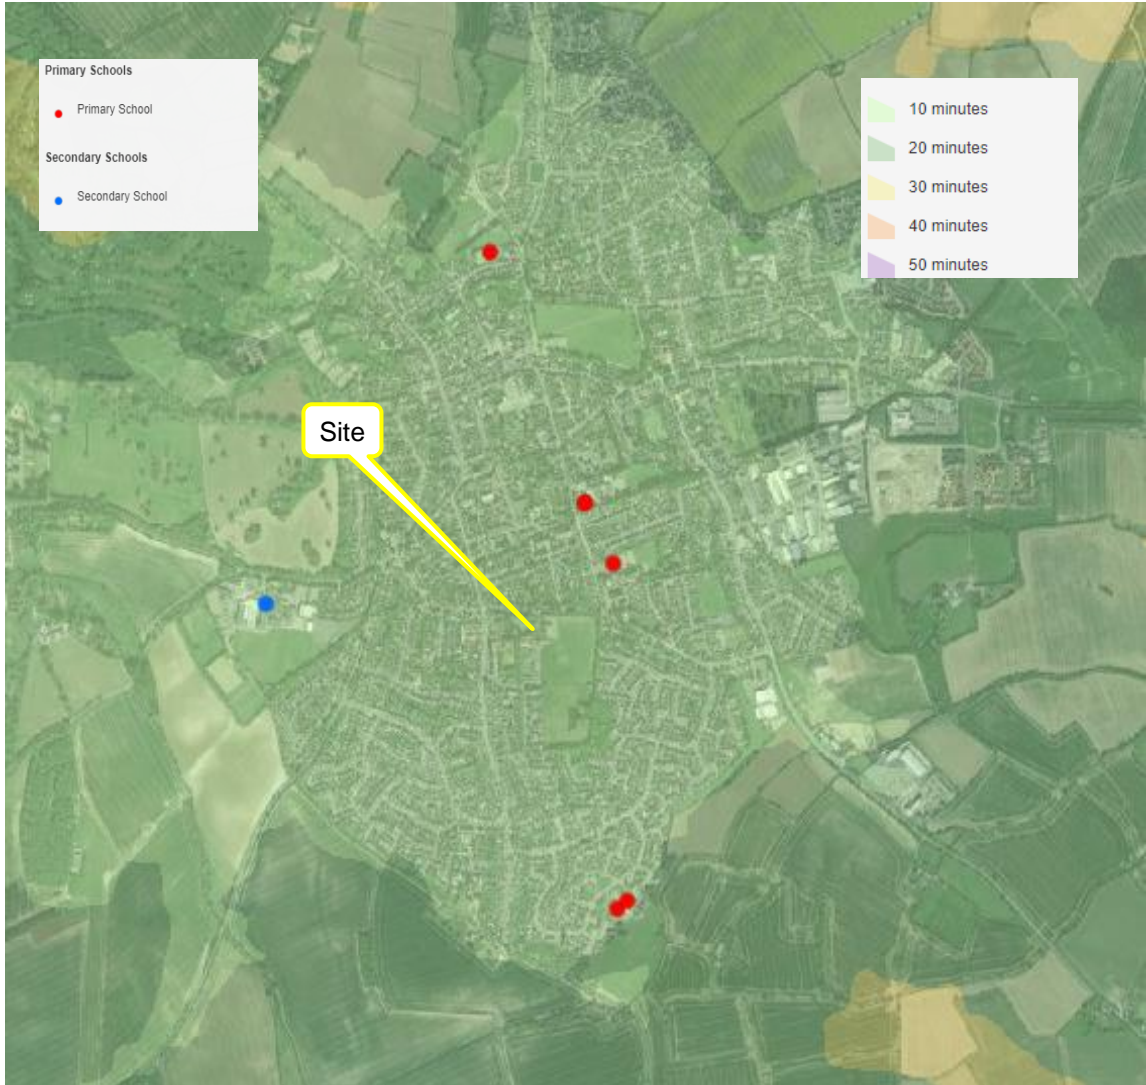 Primary Schools
Primary School
Secondary Schools
Secondary School
10 minutes
20 minutes
30 minutes
40 minutes
50 minutes
Site